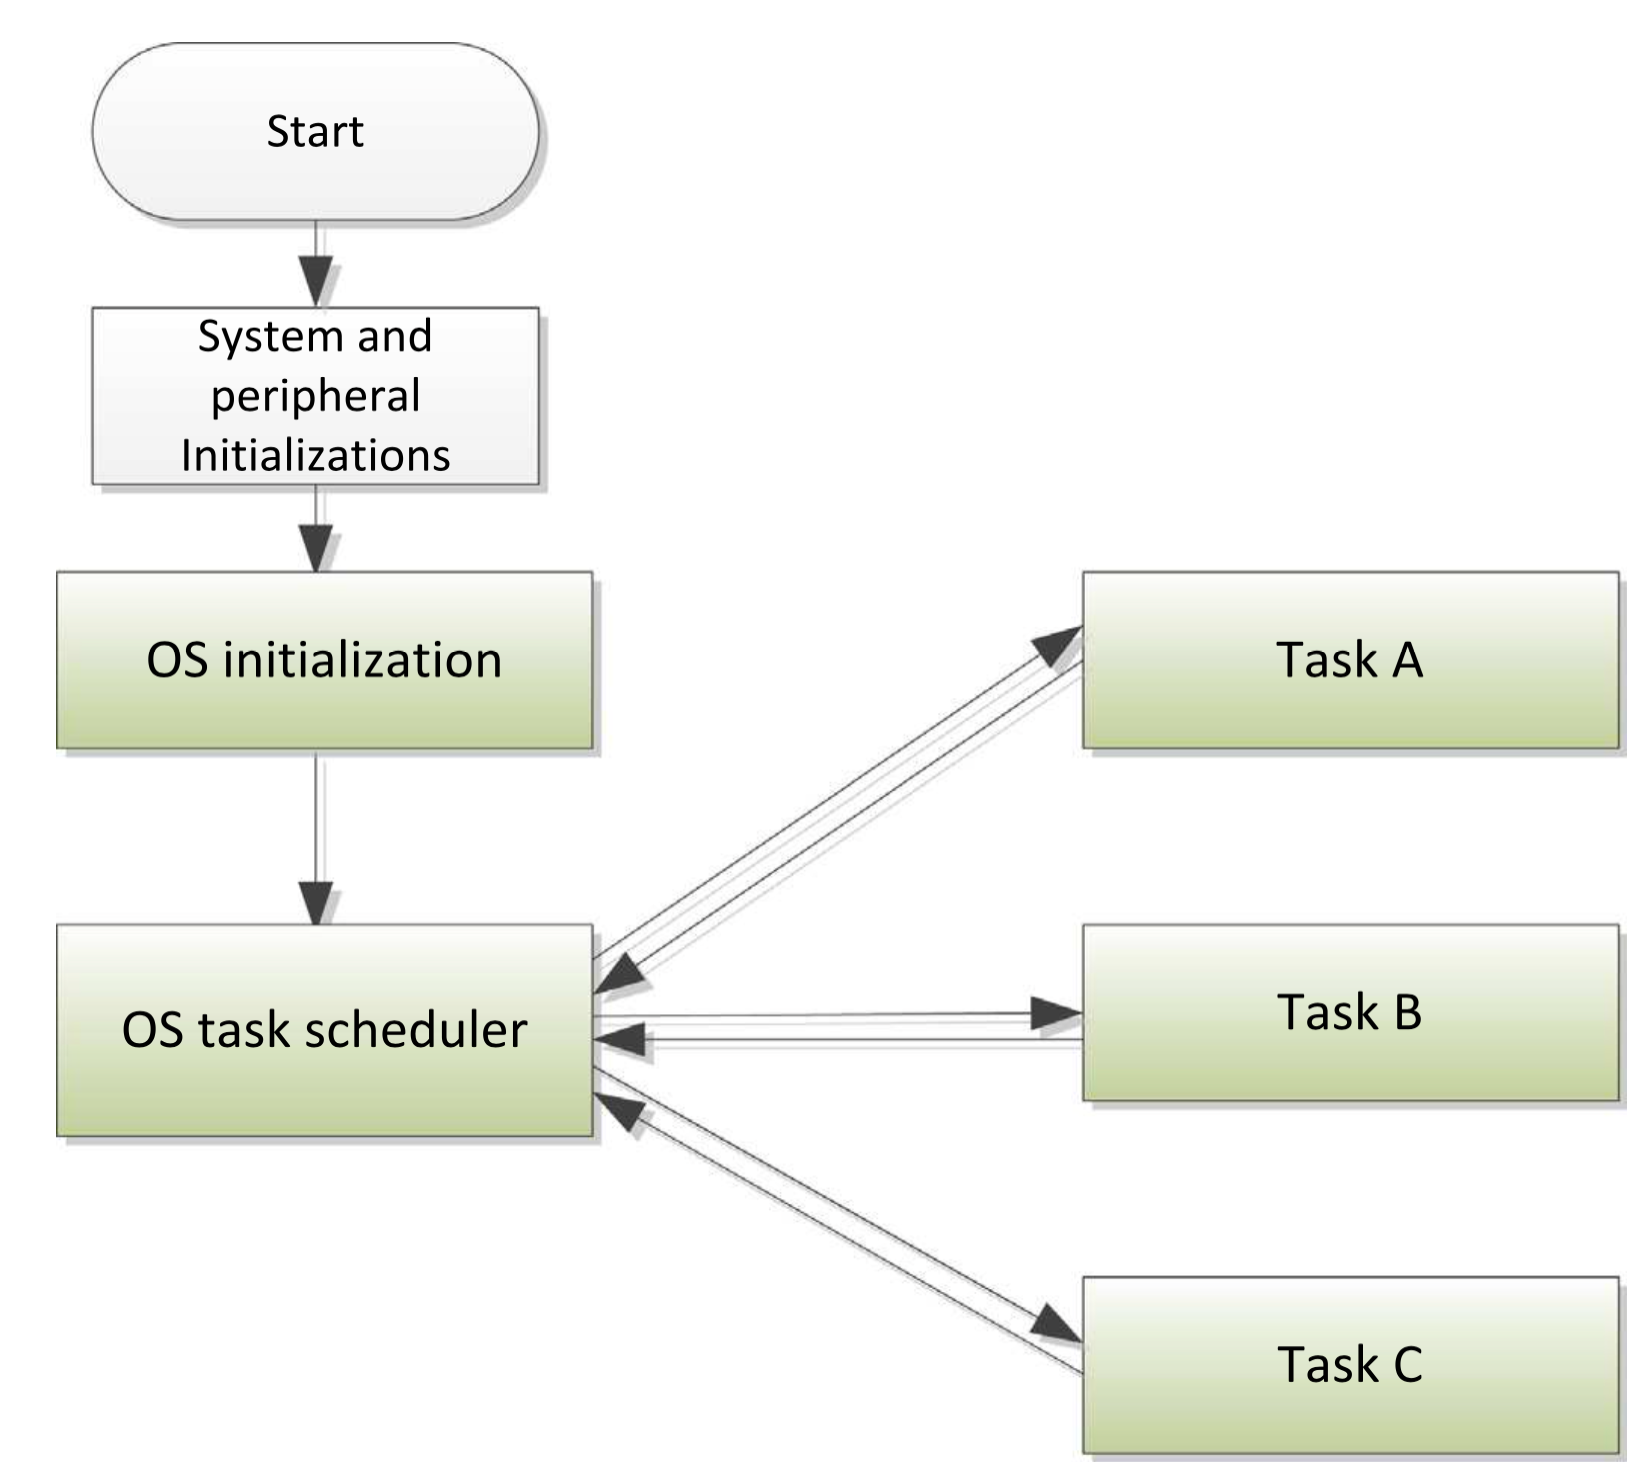 Start
System and
peripheral
Initializations
OS initialization
Task A
OS task scheduler
Task B
Task C